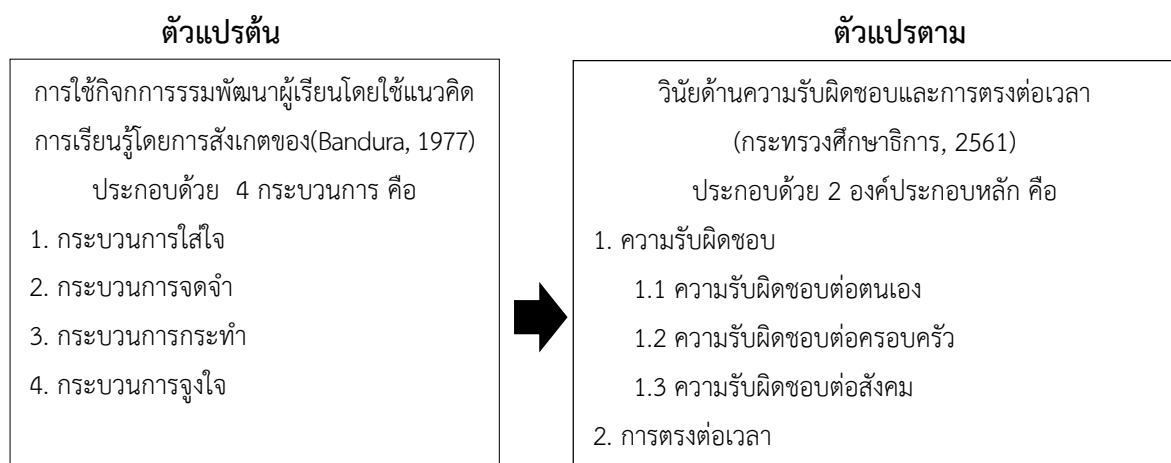 ตัวแปรต้น
การใช้กิจกการรรมพัฒนาผู้เรียนโดยใช้แนวคิด
การเรียนรู้โดยการสังเกตของ(Bandura, 1977)
ประกอบด้วย 4 กระบวนการ คือ
1. กระบวนการใส่ใจ
2. กระบวนการจดจำ
3. กระบวนการกระทำ
4. กระบวนการจูงใจ
ตัวแปรตาม
วินัยด้านความรับผิดชอบและการตรงต่อเวลา
(กระทรวงศึกษาธิการ, 2561)
ประกอบด้วย 2 องค์ประกอบหลัก คือ
1. ความรับผิดชอบ
1.1 ความรับผิดชอบต่อตนเอง
1.2 ความรับผิดชอบต่อครอบครัว
1.3 ความรับผิดชอบต่อสังคม
2. การตรงต่อเวลา